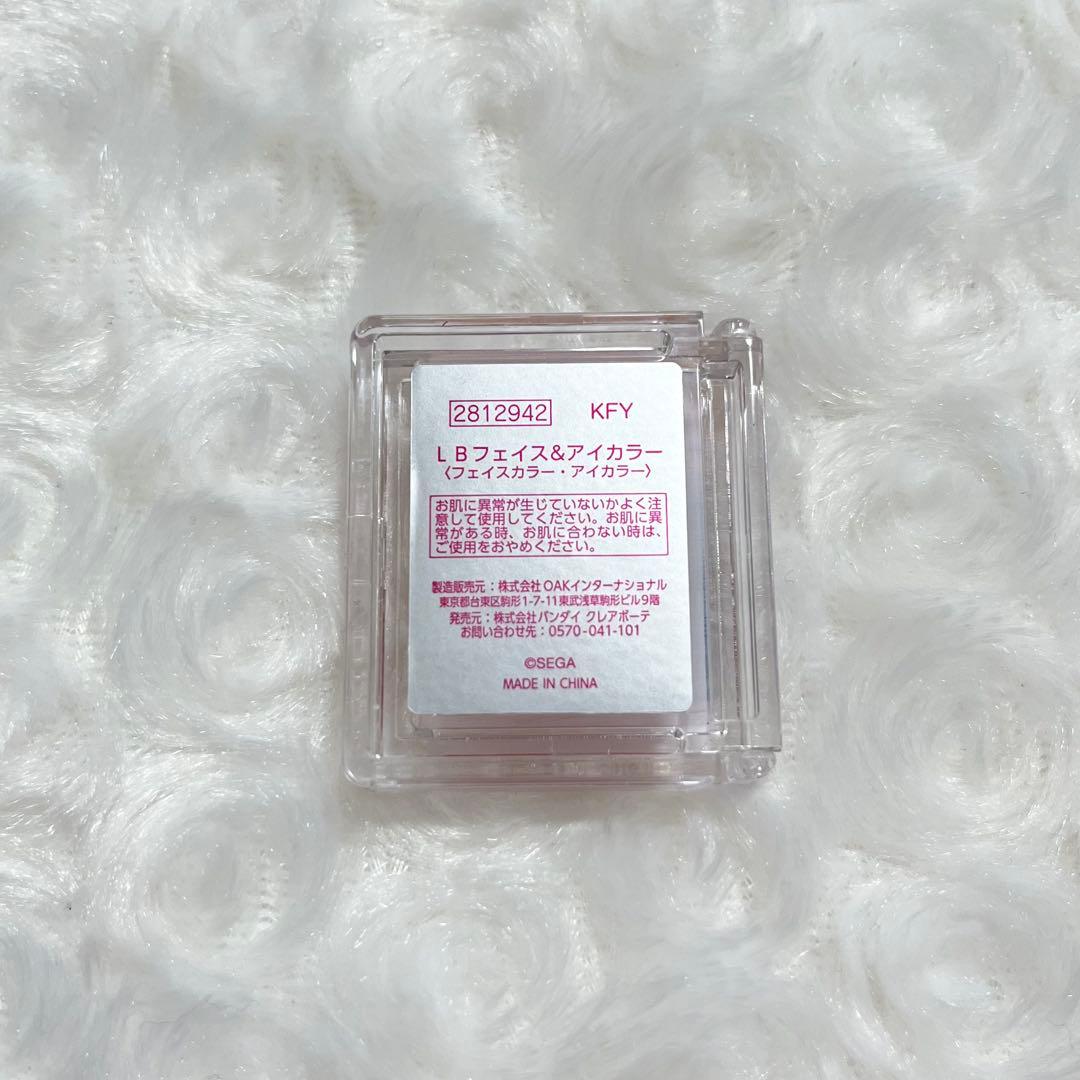 2812942 KFY
LBフェイス&アイカラー
〈フェイスカラー・アイカラー〉
お肌に異常が生じていないかよく注
意して使用してください。お肌に異
常がある時、お肌に合わない時は、
ご使用をおやめください。
製造販売元：株式会社OAKインターナショナル
東京都台東区駒形1-7-11東武浅草駒形ビル9階
発売元：株式会社バンダイ クレアボーテ
お問い合わせ先：0570-041-101
©SEGA
MADE IN CHINA